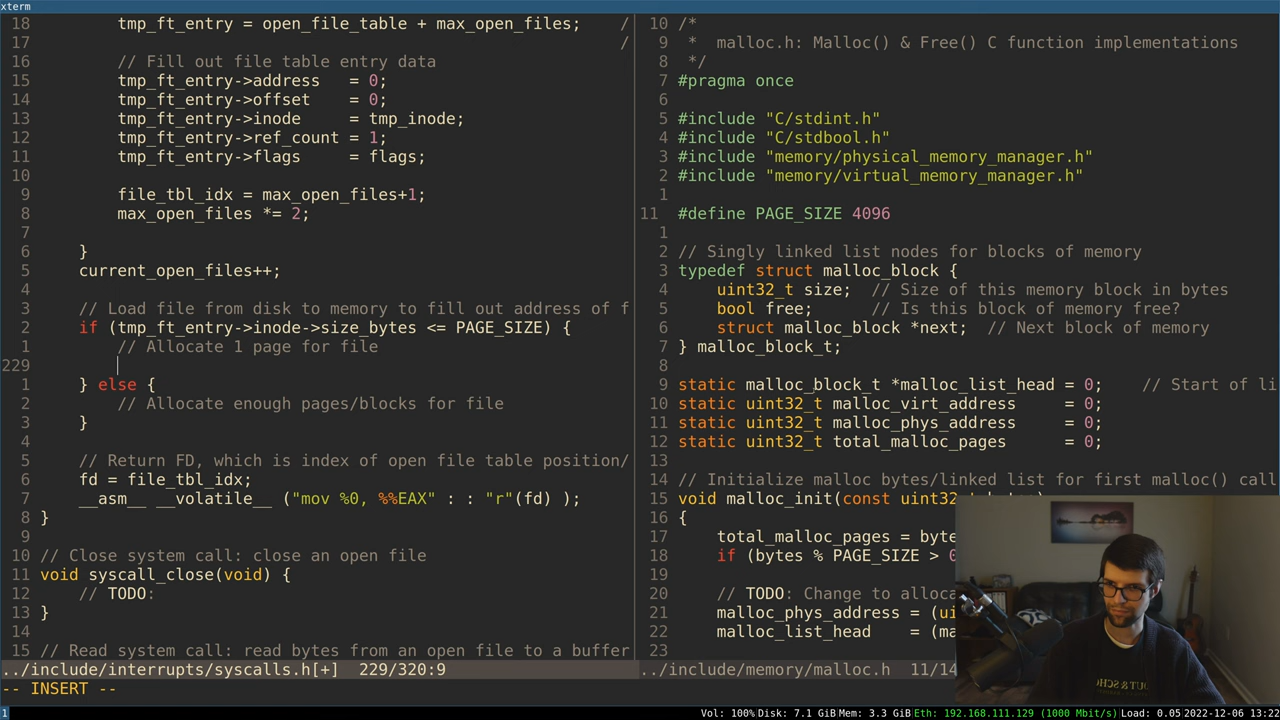 xterm
18 tmp_ft_entry = open_file_table + max_open_files; /
17 /
16 // Fill out file table entry data
15 tmp_ft_entry->address = 0;
14 tmp_ft_entry->offset = 0;
13 tmp_ft_entry->inode = tmp_inode;
12 tmp_ft_entry->ref_count = 1;
11 tmp_ft_entry->flags = flags;
10
9 file_tbl_idx = max_open_files+1;
8 max_open_files *= 2;
7
6 }
5 current_open_files++;
4
3 // Load file from disk to memory to fill out address of f
2 if (tmp_ft_entry->inode->size_bytes <= PAGE_SIZE) {
1 // Allocate 1 page for file
229
1 } else {
2 // Allocate enough pages/blocks for file
3 }
4
5 // Return FD, which is index of open file table position/
6 fd = file_tbl_idx;
7 __asm__ __volatile__ ("mov %0, %%EAX" : : "r"(fd) );
8 }
9
10 // Close system call: close an open file
11 void syscall_close(void) {
12 // TODO:
13 }
14
15 // Read system call: read bytes from an open file to a buffer
../include/interrupts/syscalls.h[+] 229/320:9
-- INSERT --
10 /*
9 * malloc.h: Malloc() & Free() C function implementations
8 */
7 #pragma once
6
5 #include "C/stdint.h"
4 #include "C/stdbool.h"
3 #include "memory/physical_memory_manager.h"
2 #include "memory/virtual_memory_manager.h"
1
11 #define PAGE_SIZE 4096
1
2 // Singly linked list nodes for blocks of memory
3 typedef struct malloc_block {
4 uint32_t size; // Size of this memory block in bytes
5 bool free; // Is this block of memory free?
6 struct malloc_block *next; // Next block of memory
7 } malloc_block_t;
8
9 static malloc_block_t *malloc_list_head = 0; // Start of li
10 static uint32_t malloc_virt_address = 0;
11 static uint32_t malloc_phys_address = 0;
12 static uint32_t total_malloc_pages = 0;
13
14 // Initialize malloc bytes/linked list for first malloc() call
15 void malloc_init(const uint32_t bytes)
16 {
17 total_malloc_pages = byte
18 if (bytes % PAGE_SIZE > 0
19
20 // TODO: Change to alloca
21 malloc_phys_address = (ui
22 malloc_list_head = (ma
23
../include/memory/malloc.h 11/14
1 Vol: 100% Disk: 7.1 GiB Mem: 3.3 GiB Eth: 192.168.111.129 (1000 Mbit/s) Load: 0.05 2022-12-06 13:22